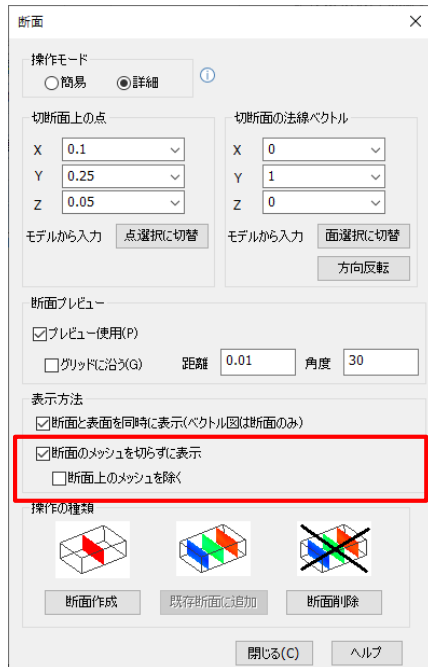 断面
操作モード
簡易 詳細
切断面上の点
X 0.1
Y 0.25
Z 0.05
モデルから入力 点選択に切替
切断面の法線ベクトル
X 0
Y 1
Z 0
モデルから入力 面選択に切替
方向反転
断面プレビュー
プレビュー使用(P)
グリッドに沿う(G) 距離 0.01 角度 30
表示方法
断面と表面を同時に表示(ベクトル図は断面のみ)
断面のメッシュを切らずに表示
断面上のメッシュを除く
操作の種類
断面作成 既存断面に追加 断面削除
閉じる(C) ヘルプ